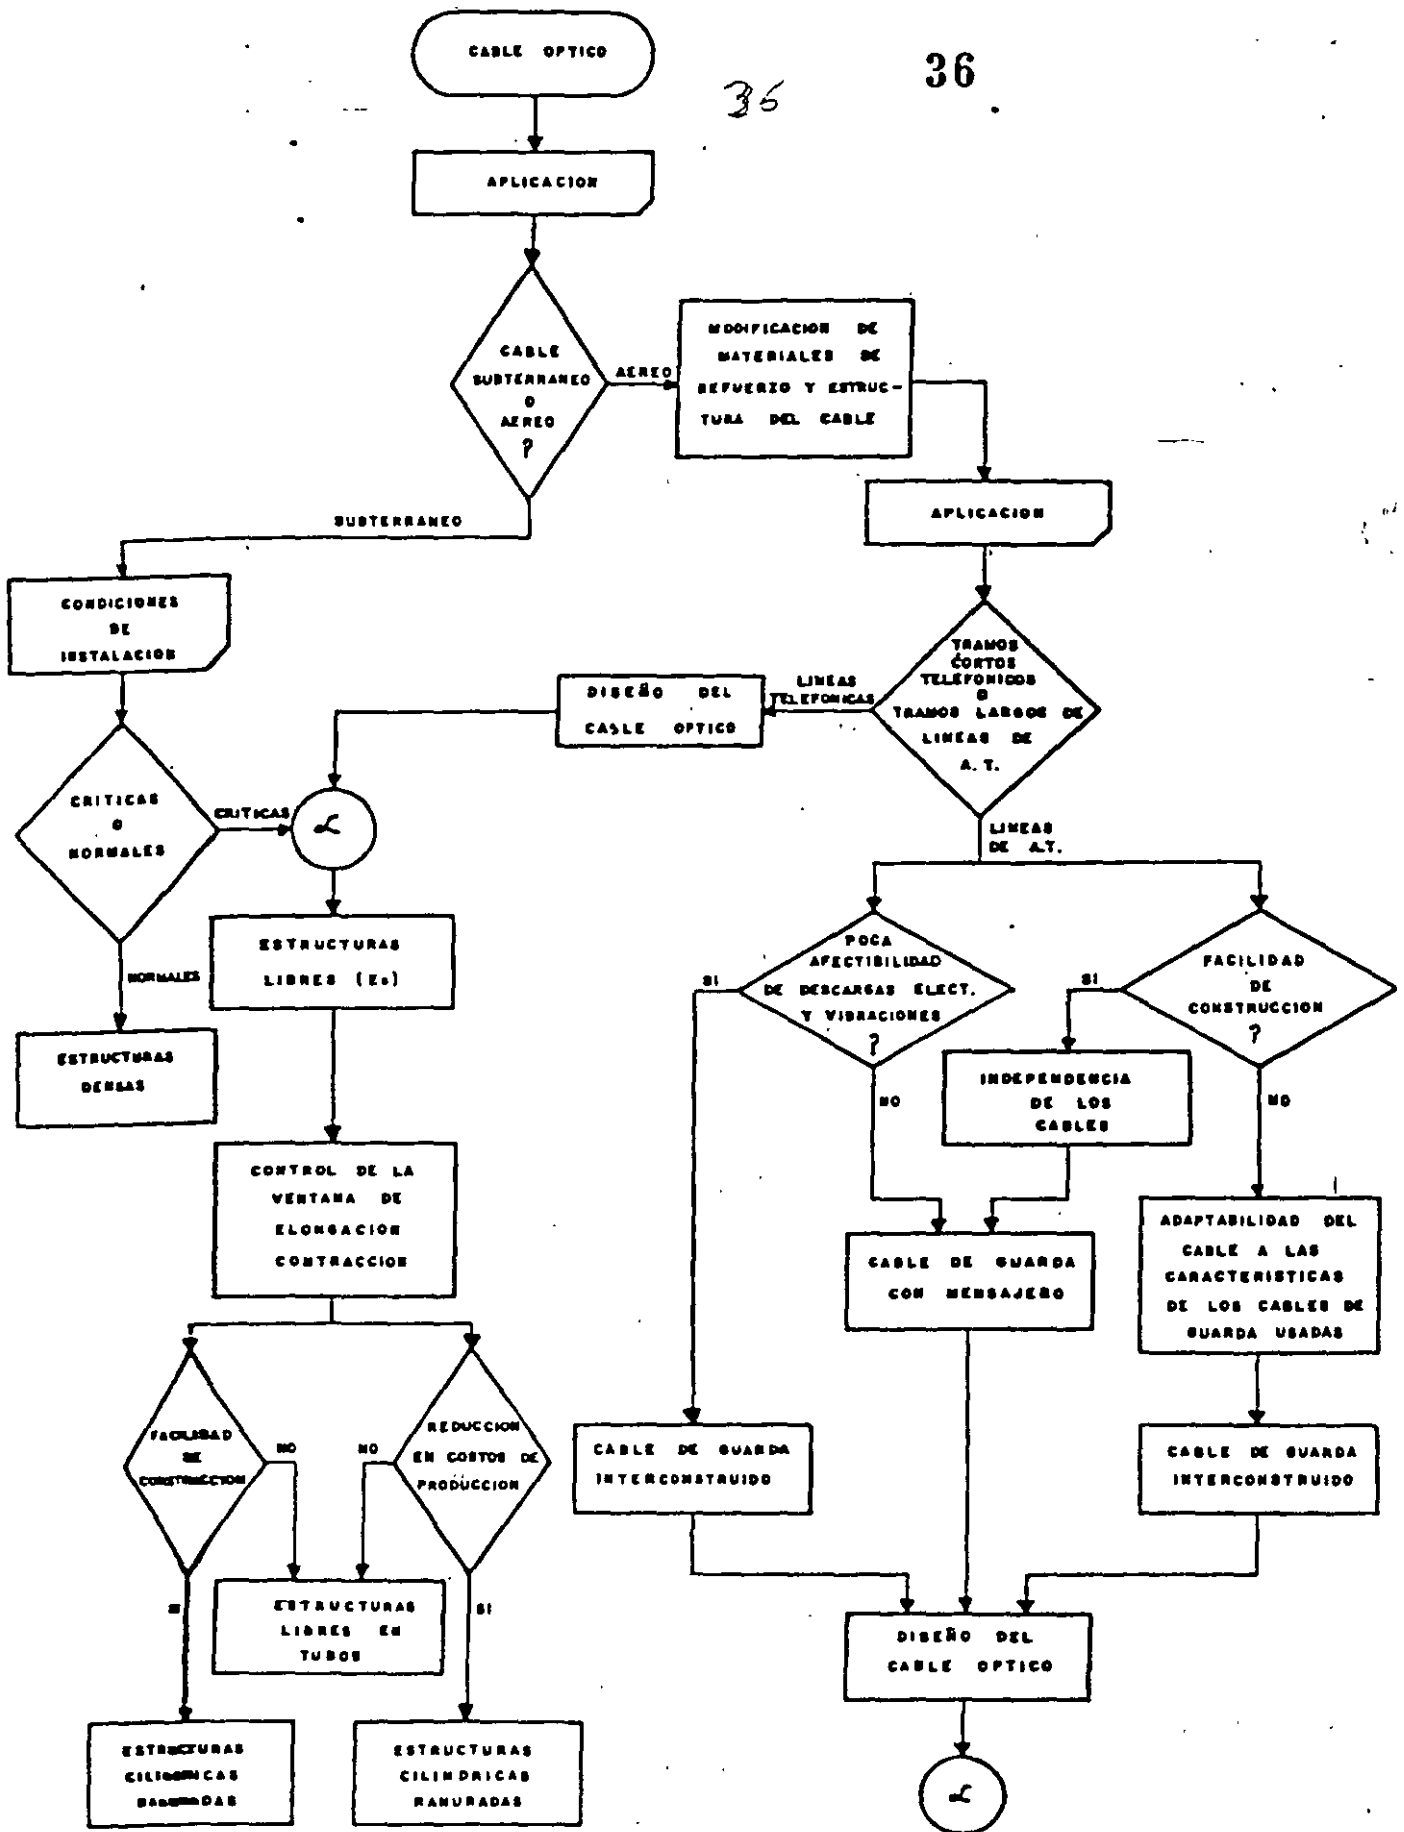 CABLE OPTICO
36
36
APLICACION
CABLE
SUBTERRANEO
O
AEREO
?
AEREO
MODIFICACION DE
MATERIALES DE
REFUERZO Y ESTRUC-
TURA DEL CABLE
SUBTERRANEO
APLICACION
CONDICIONES
DE
INSTALACION
TRAMOS
CORTOS
TELEFONICOS
O
TRAMOS LARGOS DE
LINEAS DE
A. T.
LINEAS
TELEFONICAS
DISEÑO DEL
CABLE OPTICO
CRITICAS
O
NORMALES
CRITICAS
α
LINEAS
DE A.T.
NORMALES
ESTRUCTURAS
LIBRES (Es)
POCA
AFECTIBILIDAD
DE DESCARGAS ELECT.
Y VIBRACIONES
?
SI
NO
FACILIDAD
DE
CONSTRUCCION
?
SI
NO
ESTRUCTURAS
DENSAS
INDEPENDENCIA
DE LOS
CABLES
CONTROL DE LA
VENTANA DE
ELONGACION
CONTRACCION
CABLE DE GUARDA
CON MENSAJERO
ADAPTABILIDAD DEL
CABLE A LAS
CARACTERISTICAS
DE LOS CABLES DE
GUARDA USADAS
FACILIDAD
DE
CONSTRUCCION
NO
NO
REDUCCION
EN COSTOS DE
PRODUCCION
CABLE DE GUARDA
INTERCONSTRUIDO
CABLE DE GUARDA
INTERCONSTRUIDO
SI
ESTRUCTURAS
LIBRES EN
TUBOS
SI
DISEÑO DEL
CABLE OPTICO
ESTRUCTURAS
CILINDRICAS
RANURADAS
ESTRUCTURAS
CILINDRICAS
RANURADAS
α